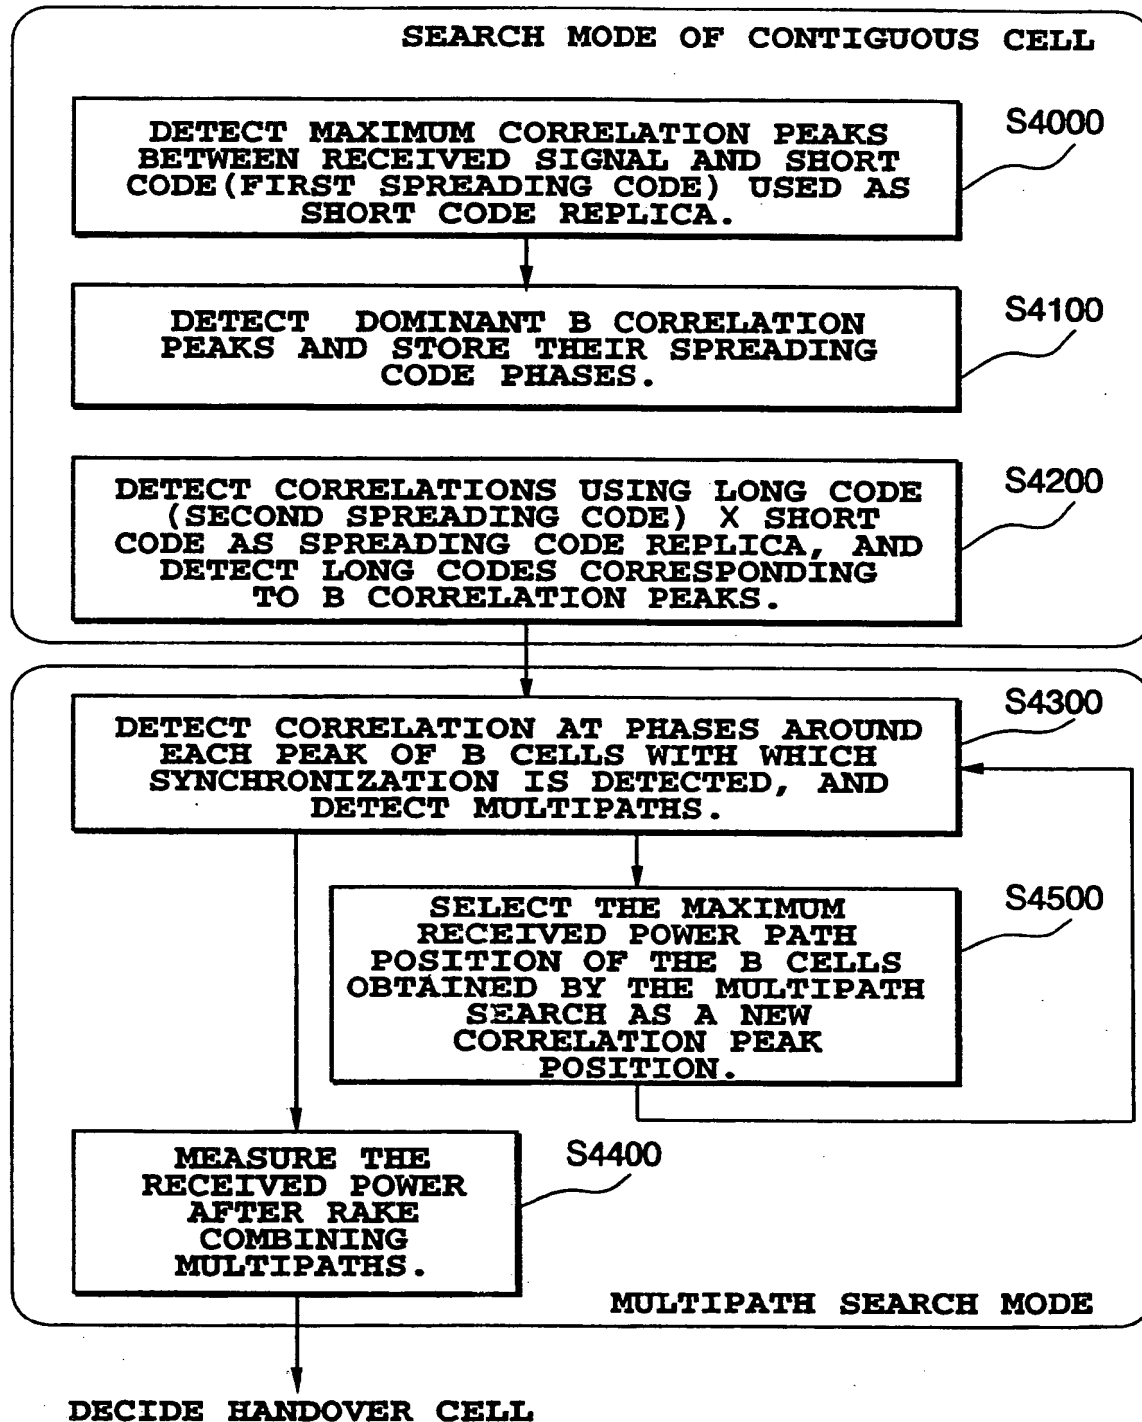 SEARCH MODE OF CONTIGUOUS CELL
S4000
DETECT MAXIMUM CORRELATION PEAKS
BETWEEN RECEIVED SIGNAL AND SHORT
CODE(FIRST SPREADING CODE) USED AS
SHORT CODE REPLICA.
S4100
DETECT DOMINANT B CORRELATION
PEAKS AND STORE THEIR SPREADING
CODE PHASES.
S4200
DETECT CORRELATIONS USING LONG CODE
(SECOND SPREADING CODE) X SHORT
CODE AS SPREADING CODE REPLICA, AND
DETECT LONG CODES CORRESPONDING
TO B CORRELATION PEAKS.
S4300
DETECT CORRELATION AT PHASES AROUND
EACH PEAK OF B CELLS WITH WHICH
SYNCHRONIZATION IS DETECTED, AND
DETECT MULTIPATHS.
S4500
SELECT THE MAXIMUM
RECEIVED POWER PATH
POSITION OF THE B CELLS
OBTAINED BY THE MULTIPATH
SEARCH AS A NEW
CORRELATION PEAK
POSITION.
S4400
MEASURE THE
RECEIVED POWER
AFTER RAKE
COMBINING
MULTIPATHS.
MULTIPATH SEARCH MODE
DECIDE HANDOVER CELL